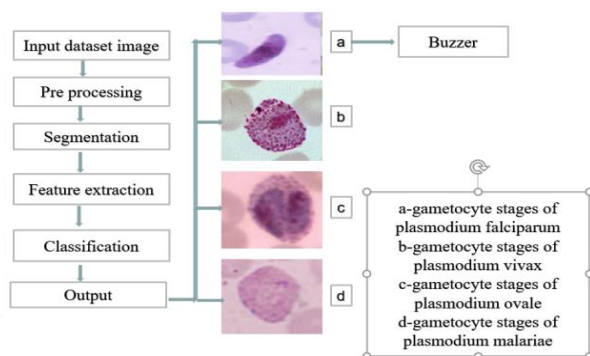 Input dataset image
Pre processing
Segmentation
Feature extraction
Classification
Output
a
b
c
d
Buzzer
a-gametocyte stages of
plasmodium falciparum
b-gametocyte stages of
plasmodium vivax
c-gametocyte stages of
plasmodium ovale
d-gametocyte stages of
plasmodium malariae